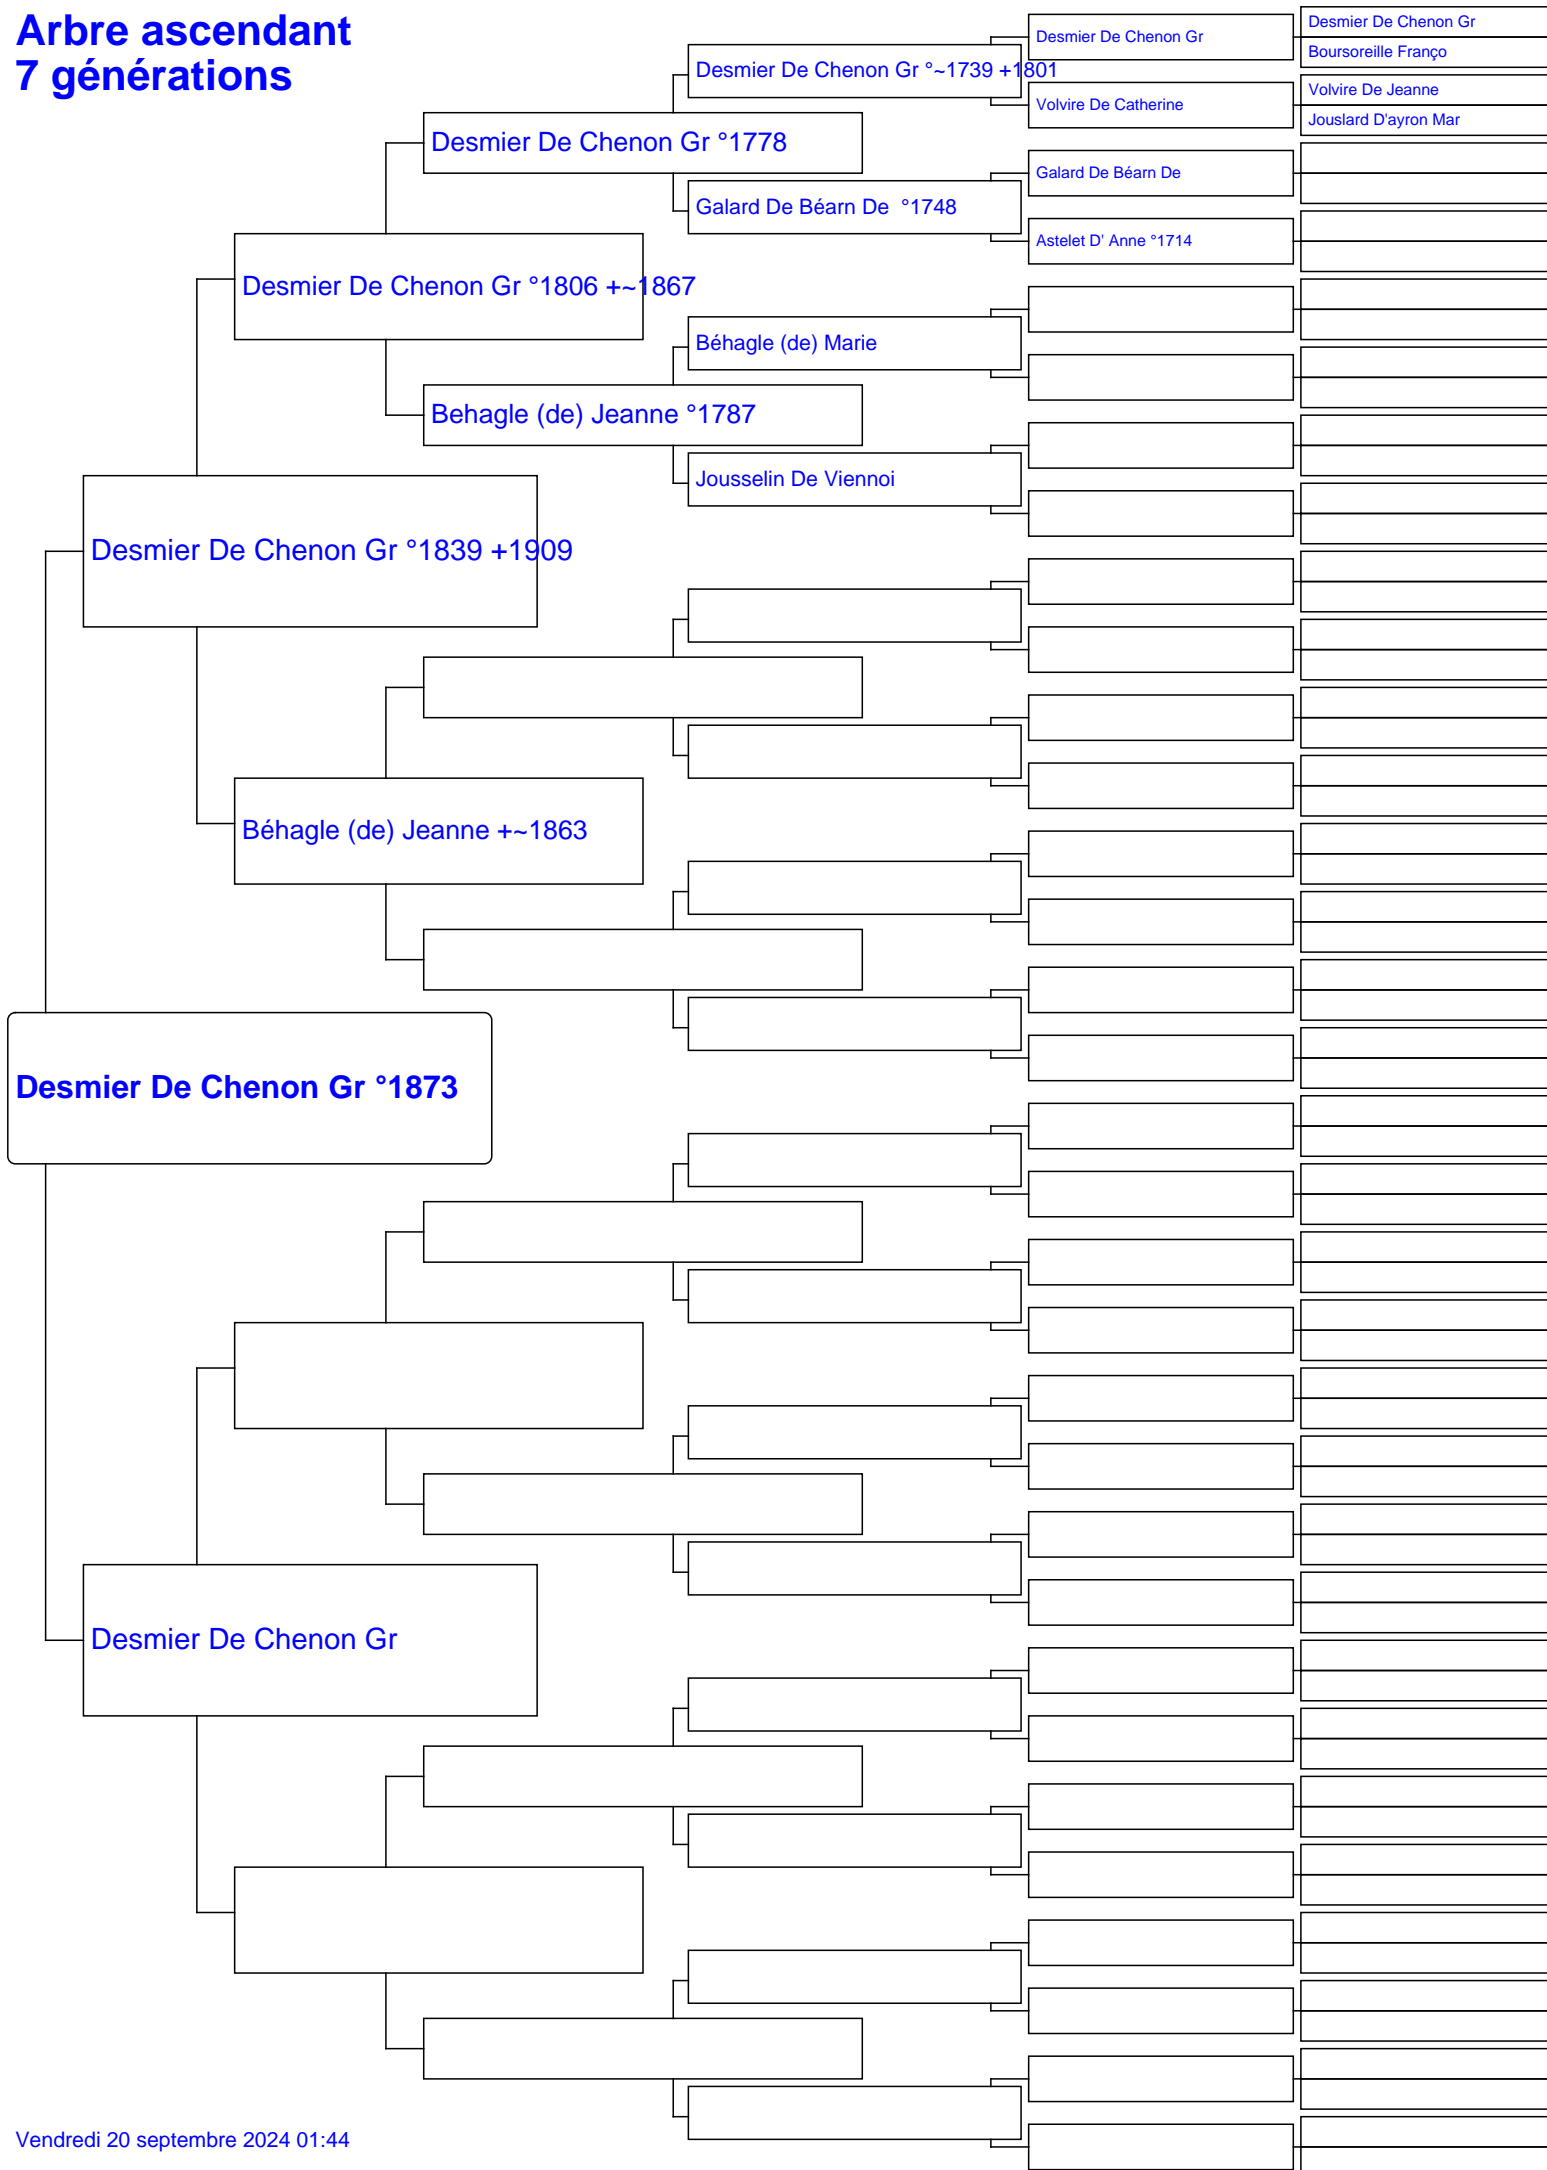 Arbre ascendant
7 générations
Desmier De Chenon Gr
Boursoreille Franço
Desmier De Chenon Gr
Desmier De Chenon Gr °~1739 +1801
Volvire De Jeanne
Volvire De Catherine
Jouslard D'ayron Mar
Desmier De Chenon Gr °1778
Galard De Béarn De
Galard De Béarn De  °1748
Astelet D' Anne °1714
Desmier De Chenon Gr °1806 +~1867
Béhagle (de) Marie
Behagle (de) Jeanne °1787
Jousselin De Viennoi
Desmier De Chenon Gr °1839 +1909
Béhagle (de) Jeanne +~1863
Desmier De Chenon Gr °1873
Desmier De Chenon Gr
Vendredi 20 septembre 2024 01:44